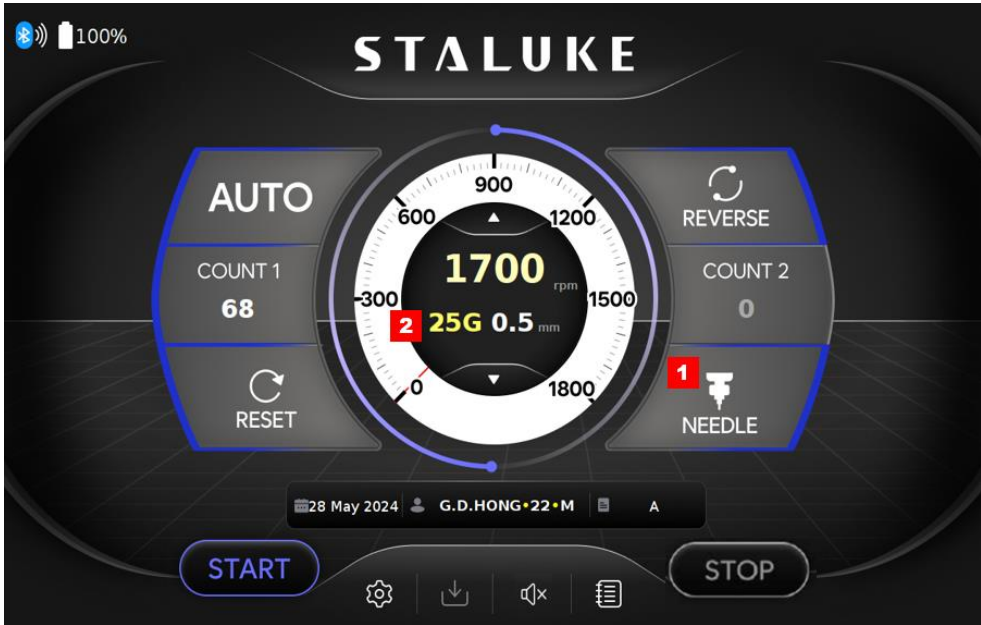 100%
STALUKE
AUTO
COUNT 1
68
RESET
900
600
1200
300
1500
0
1800
1700 rpm
25G 0.5 mm
2
REVERSE
COUNT 2
0
1
NEEDLE
28 May 2024 G.D.HONG•22•M A
START
STOP